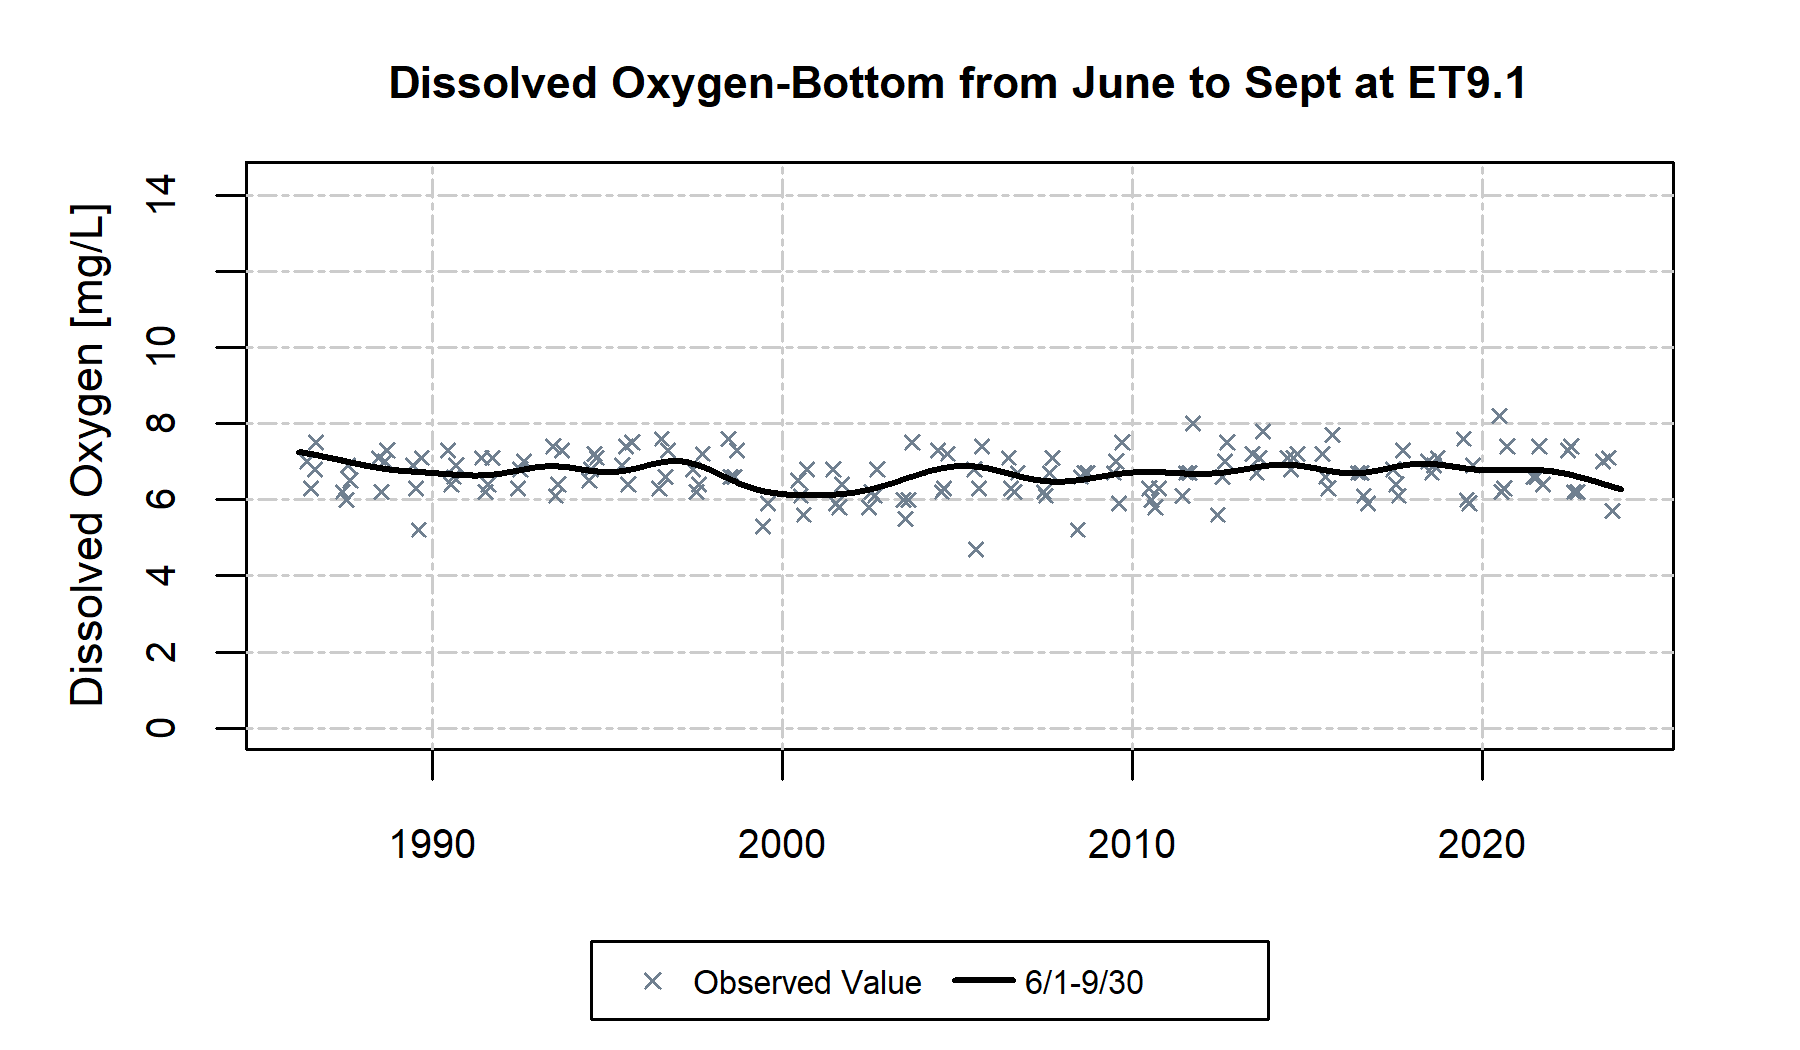 Dissolved Oxygen-Bottom from June to Sept at ET9.1
Dissolved Oxygen [mg/L]
14
10
8
6
4
2
0
1990 2000 2010 2020
Observed Value 6/1-9/30